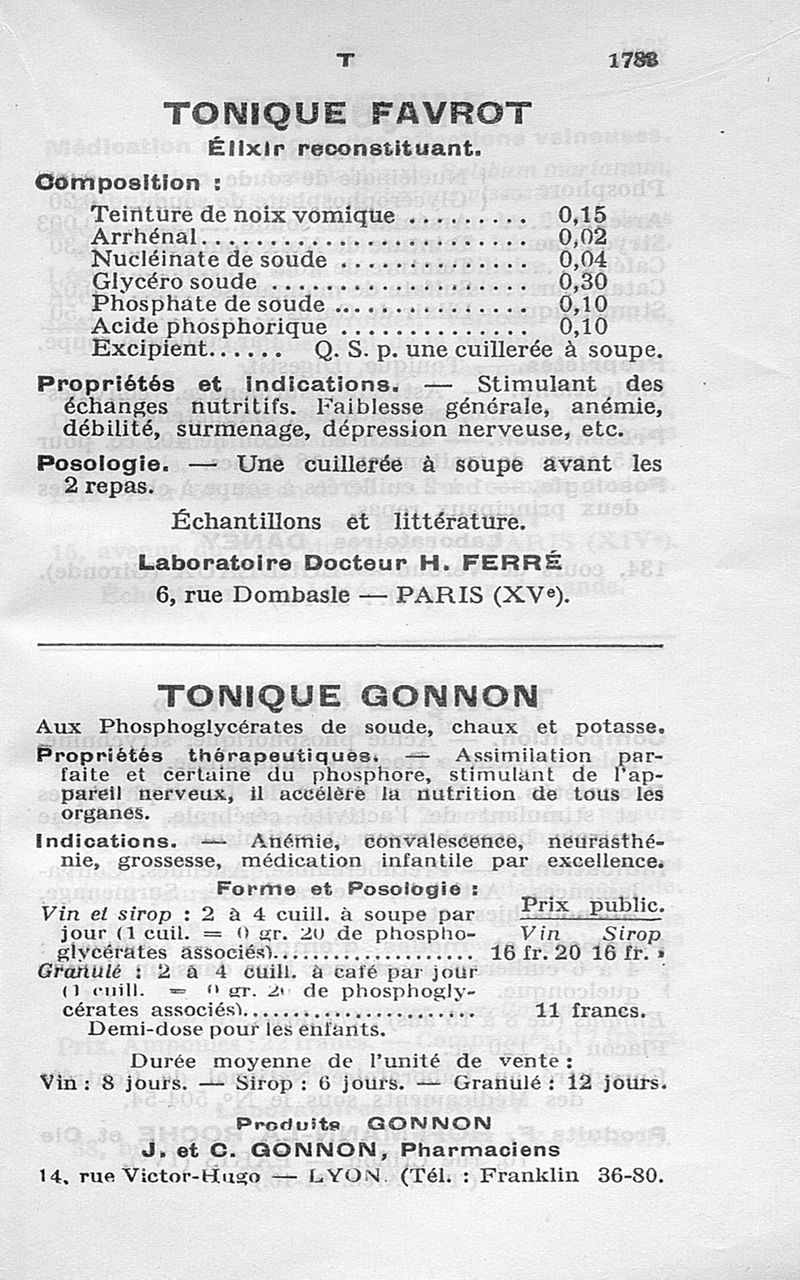 T
TONIQUE FAVROT
Élixir reconstituant.
Composition :
Teinture de noix vomique ......... 0,15
Arrhénal........................ 0,02
Nucléinate de soude .............. 0,04
Glycéro soude ................... 0,30
Phosphate de soude .............. 0,10
Acide phosphorique .............. 0,10
Excipient...... Q. S. p. une cuillerée à soupe.
Propriétés et indications. — Stimulant des
échanges nutritifs. Faiblesse générale, anémie,
débilité, surmenage, dépression nerveuse, etc.
Posologie. — Une cuillerée à soupe avant les
2 repas.
Échantillons et littérature.
Laboratoire Docteur H. FERRÉ
6, rue Dombasle — PARIS (XVe).
TONIQUE GONNON
Aux Phosphoglycérates de soude, chaux et potasse.
Propriétés thérapeutiques. — Assimilation par-
faite et certaine du phosphore, stimulant de l'ap-
pareil nerveux, il accélère la nutrition de tous les
organes.
Indications. — Anémie, convalescence, neurasthé-
nie, grossesse, médication infantile par excellence.
Forme et Posologie :
Prix public.
Vin et sirop : 2 à 4 cuill. à soupe par
jour (1 cuil. = 0 gr. 20 de phospho- Vin Sirop
glycérates associés).................... 16 fr. 20 16 fr. »
Granulé : 2 à 4 cuill. à café par jour
(1 cuill. = 0 gr. de phosphogly-
cérates associés)....................... 11 francs.
Demi-dose pour les enfants.
Durée moyenne de l'unité de vente :
Vin : 8 jours. — Sirop : 6 jours. — Granulé : 12 jours.
Produits GONNON
J. et C. GONNON, Pharmaciens
14, rue Victor-Hugo — LYON. (Tél. : Franklin 36-80.